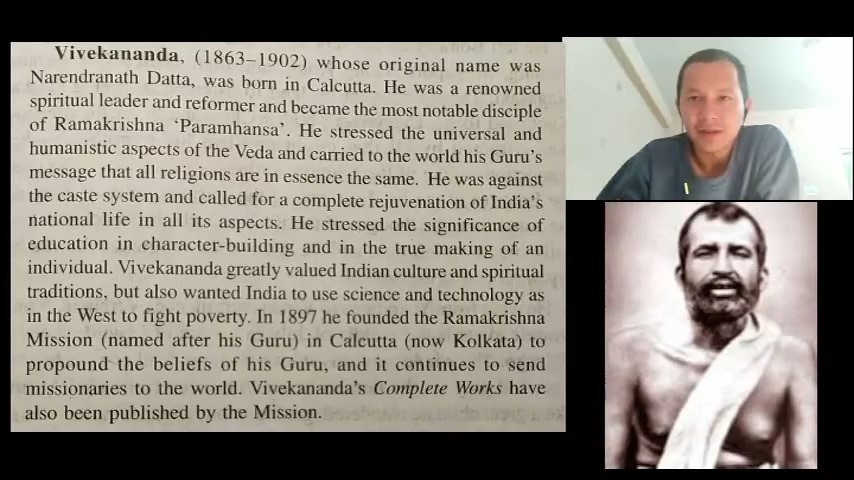 Vivekananda, (1863–1902) whose original name was
Narendranath Datta, was born in Calcutta. He was a renowned
spiritual leader and reformer and became the most notable disciple
of Ramakrishna ‘Paramhansa’. He stressed the universal and
humanistic aspects of the Veda and carried to the world his Guru’s
message that all religions are in essence the same. He was against
the caste system and called for a complete rejuvenation of India’s
national life in all its aspects. He stressed the significance of
education in character-building and in the true making of an
individual. Vivekananda greatly valued Indian culture and spiritual
traditions, but also wanted India to use science and technology as
in the West to fight poverty. In 1897 he founded the Ramakrishna
Mission (named after his Guru) in Calcutta (now Kolkata) to
propound the beliefs of his Guru, and it continues to send
missionaries to the world. Vivekananda’s Complete Works have
also been published by the Mission.